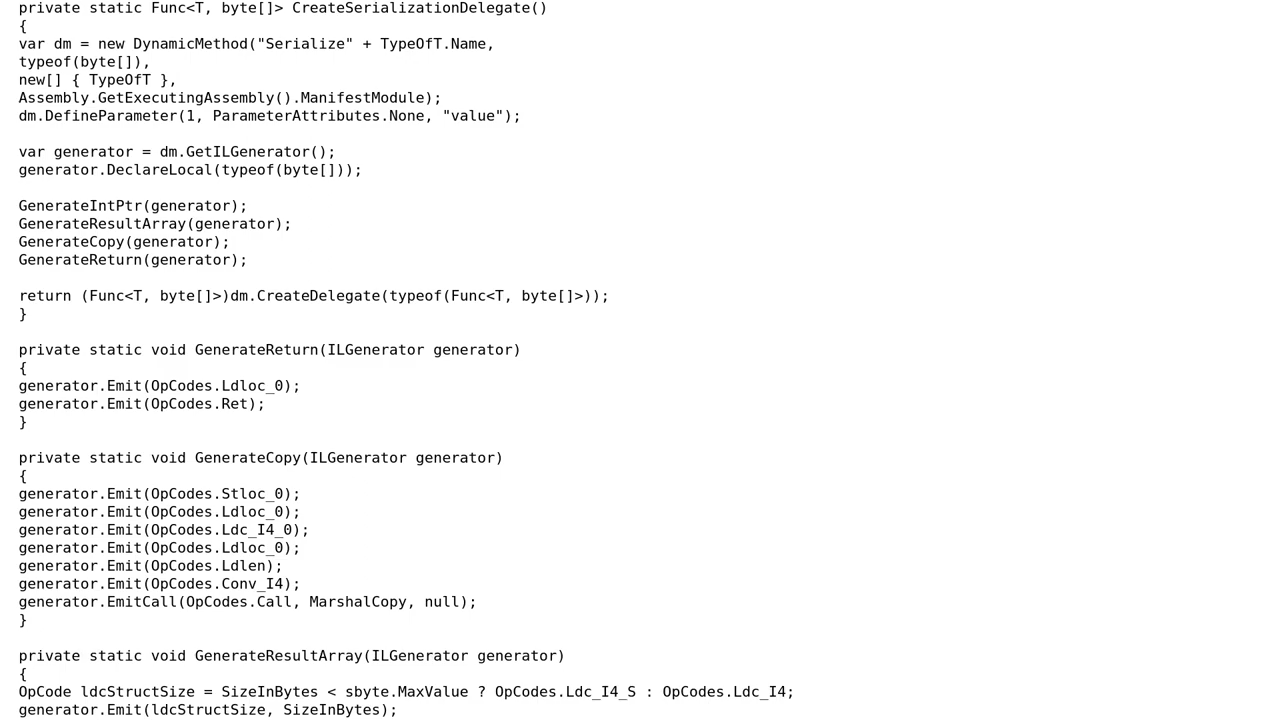 private static Func<T, byte[]> CreateSerializationDelegate()
{
var dm = new DynamicMethod("Serialize" + TypeOfT.Name,
typeof(byte[]),
new[] { TypeOfT },
Assembly.GetExecutingAssembly().ManifestModule);
dm.DefineParameter(1, ParameterAttributes.None, "value");

var generator = dm.GetILGenerator();
generator.DeclareLocal(typeof(byte[]));

GenerateIntPtr(generator);
GenerateResultArray(generator);
GenerateCopy(generator);
GenerateReturn(generator);

return (Func<T, byte[]>)dm.CreateDelegate(typeof(Func<T, byte[]>));
}

private static void GenerateReturn(ILGenerator generator)
{
generator.Emit(OpCodes.Ldloc_0);
generator.Emit(OpCodes.Ret);
}

private static void GenerateCopy(ILGenerator generator)
{
generator.Emit(OpCodes.Stloc_0);
generator.Emit(OpCodes.Ldloc_0);
generator.Emit(OpCodes.Ldc_I4_0);
generator.Emit(OpCodes.Ldloc_0);
generator.Emit(OpCodes.Ldlen);
generator.Emit(OpCodes.Conv_I4);
generator.EmitCall(OpCodes.Call, MarshalCopy, null);
}

private static void GenerateResultArray(ILGenerator generator)
{
OpCode ldcStructSize = SizeInBytes < sbyte.MaxValue ? OpCodes.Ldc_I4_S : OpCodes.Ldc_I4;
generator.Emit(ldcStructSize, SizeInBytes);